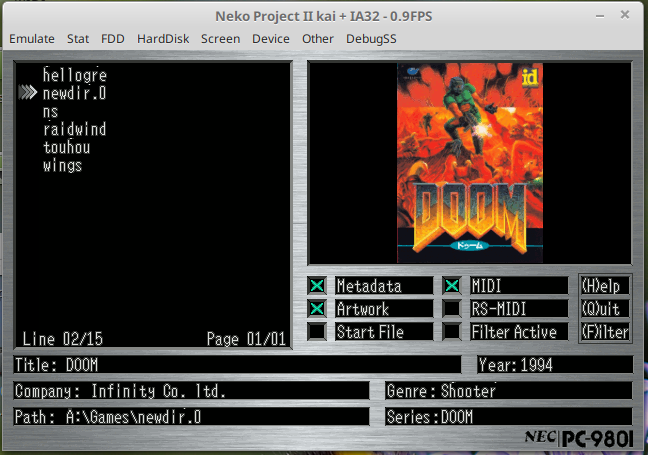 Neko Project II kai + IA32 - 0.9FPS
Emulate Stat FDD HardDisk Screen Device Other DebugSS
hellogre
newdir.0
ns
raidwind
touhou
wings
Line 02/15 Page 01/01
id
DOOM
ドゥーム
Metadata MIDI (H)elp
Artwork RS-MIDI (Q)uit
Start File Filter Active (F)ilter
Title: DOOM Year:1994
Company: Infinity Co. ltd. Genre:Shooter
Path: A:\Games\newdir.0 Series:DOOM
NEC PC-9801